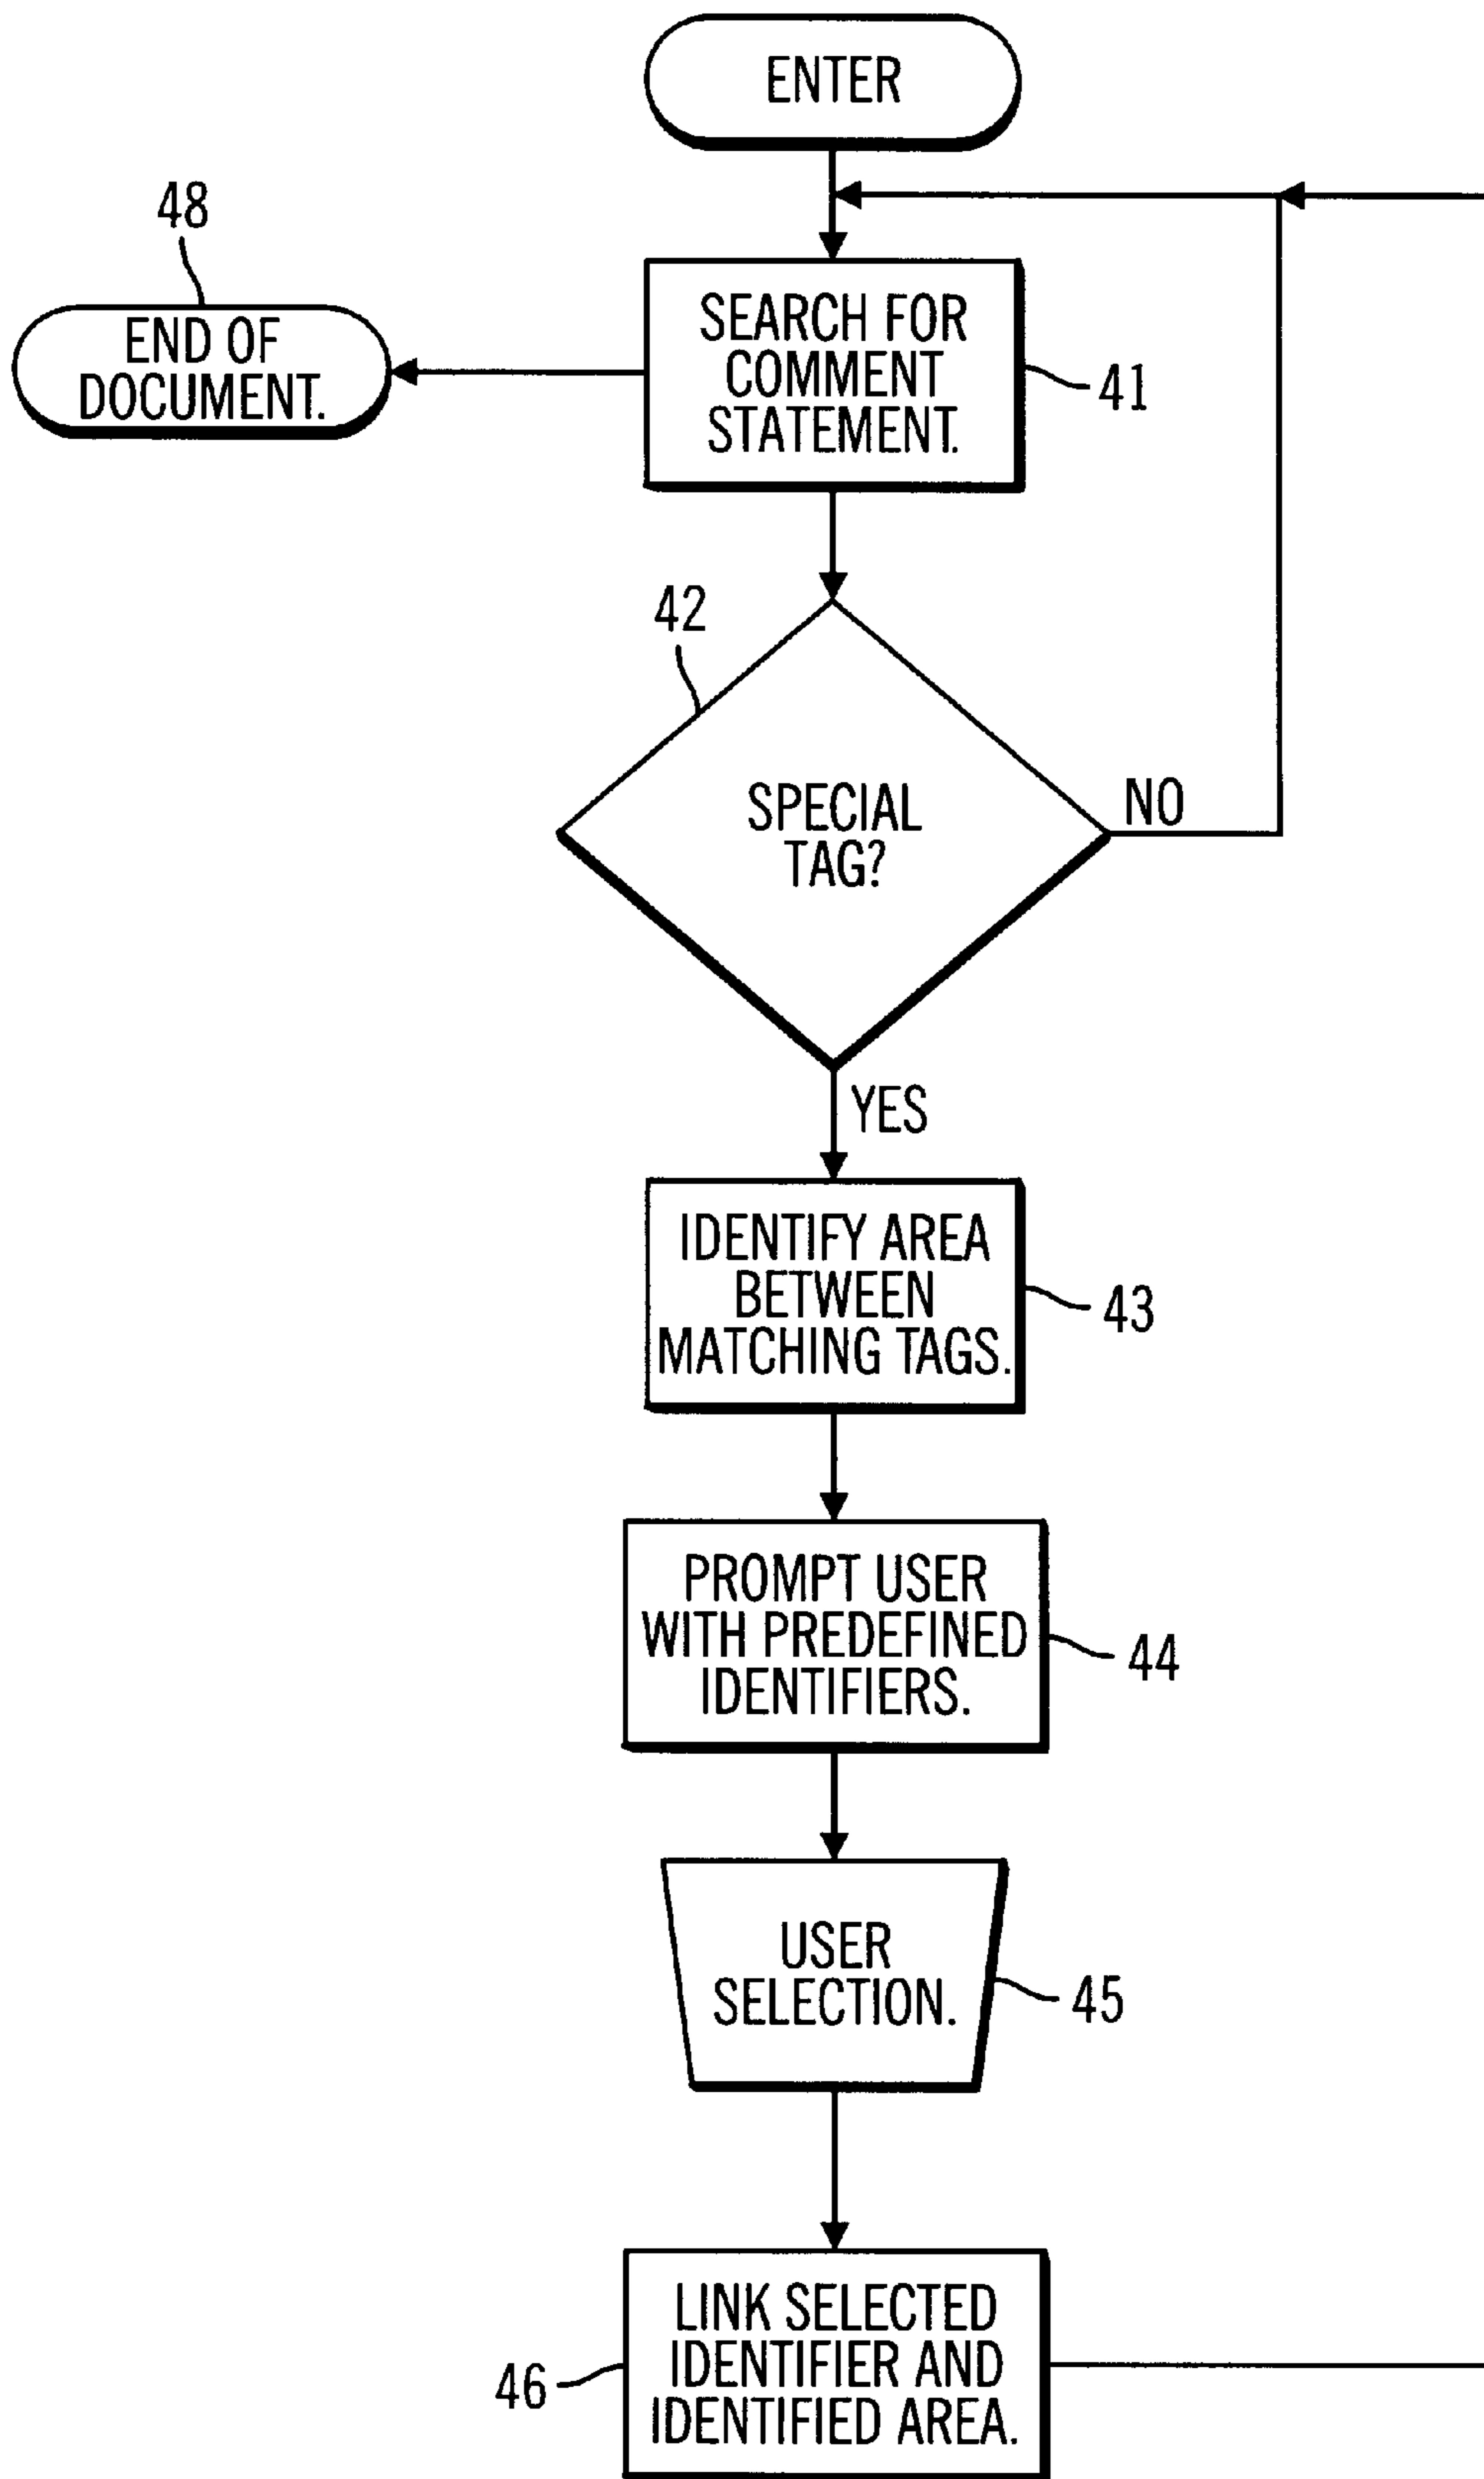 ENTER
48
END OF
DOCUMENT.
SEARCH FOR
COMMENT
STATEMENT.
41
42
SPECIAL
TAG?
NO
YES
IDENTIFY AREA
BETWEEN
MATCHING TAGS.
43
PROMPT USER
WITH PREDEFINED
IDENTIFIERS.
44
USER
SELECTION.
45
LINK SELECTED
IDENTIFIER AND
IDENTIFIED AREA.
46